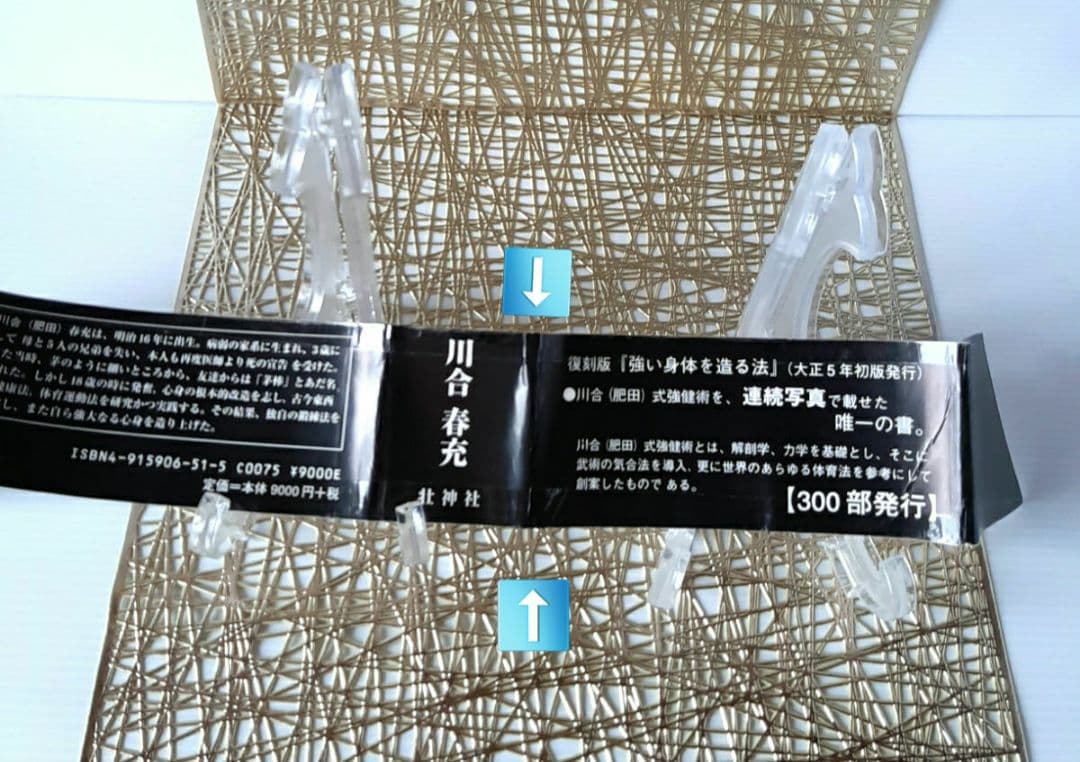 川合（肥田）春充は、明治16年に出生。病弱の家系に生まれ、3歳に
て母と5人の兄弟を失い、本人も再度医師より死の宣告を受けた。
た当時、茅のように細いところから、友達からは「茅棒」とあだ名
れた。しかし18歳の時に発奮、心身の根本的改造を志し、古今東西
健康法、体育運動法を研究かつ実践する。その結果、独自の鍛錬法を
し、また自ら強大なる心身を造り上げた。
ISBN4-915906-51-5 C0075 ¥9000E
定価=本体 9000円+税
川合 春充
壮神社
復刻版『強い身体を造る法』（大正5年初版発行）
●川合（肥田）式強健術を、連続写真で載せた
唯一の書。
川合（肥田）式強健術とは、解剖学、力学を基礎とし、そこに
武術の気合法を導入、更に世界のあらゆる体育法を参考にして
創案したものである。
【300部発行】